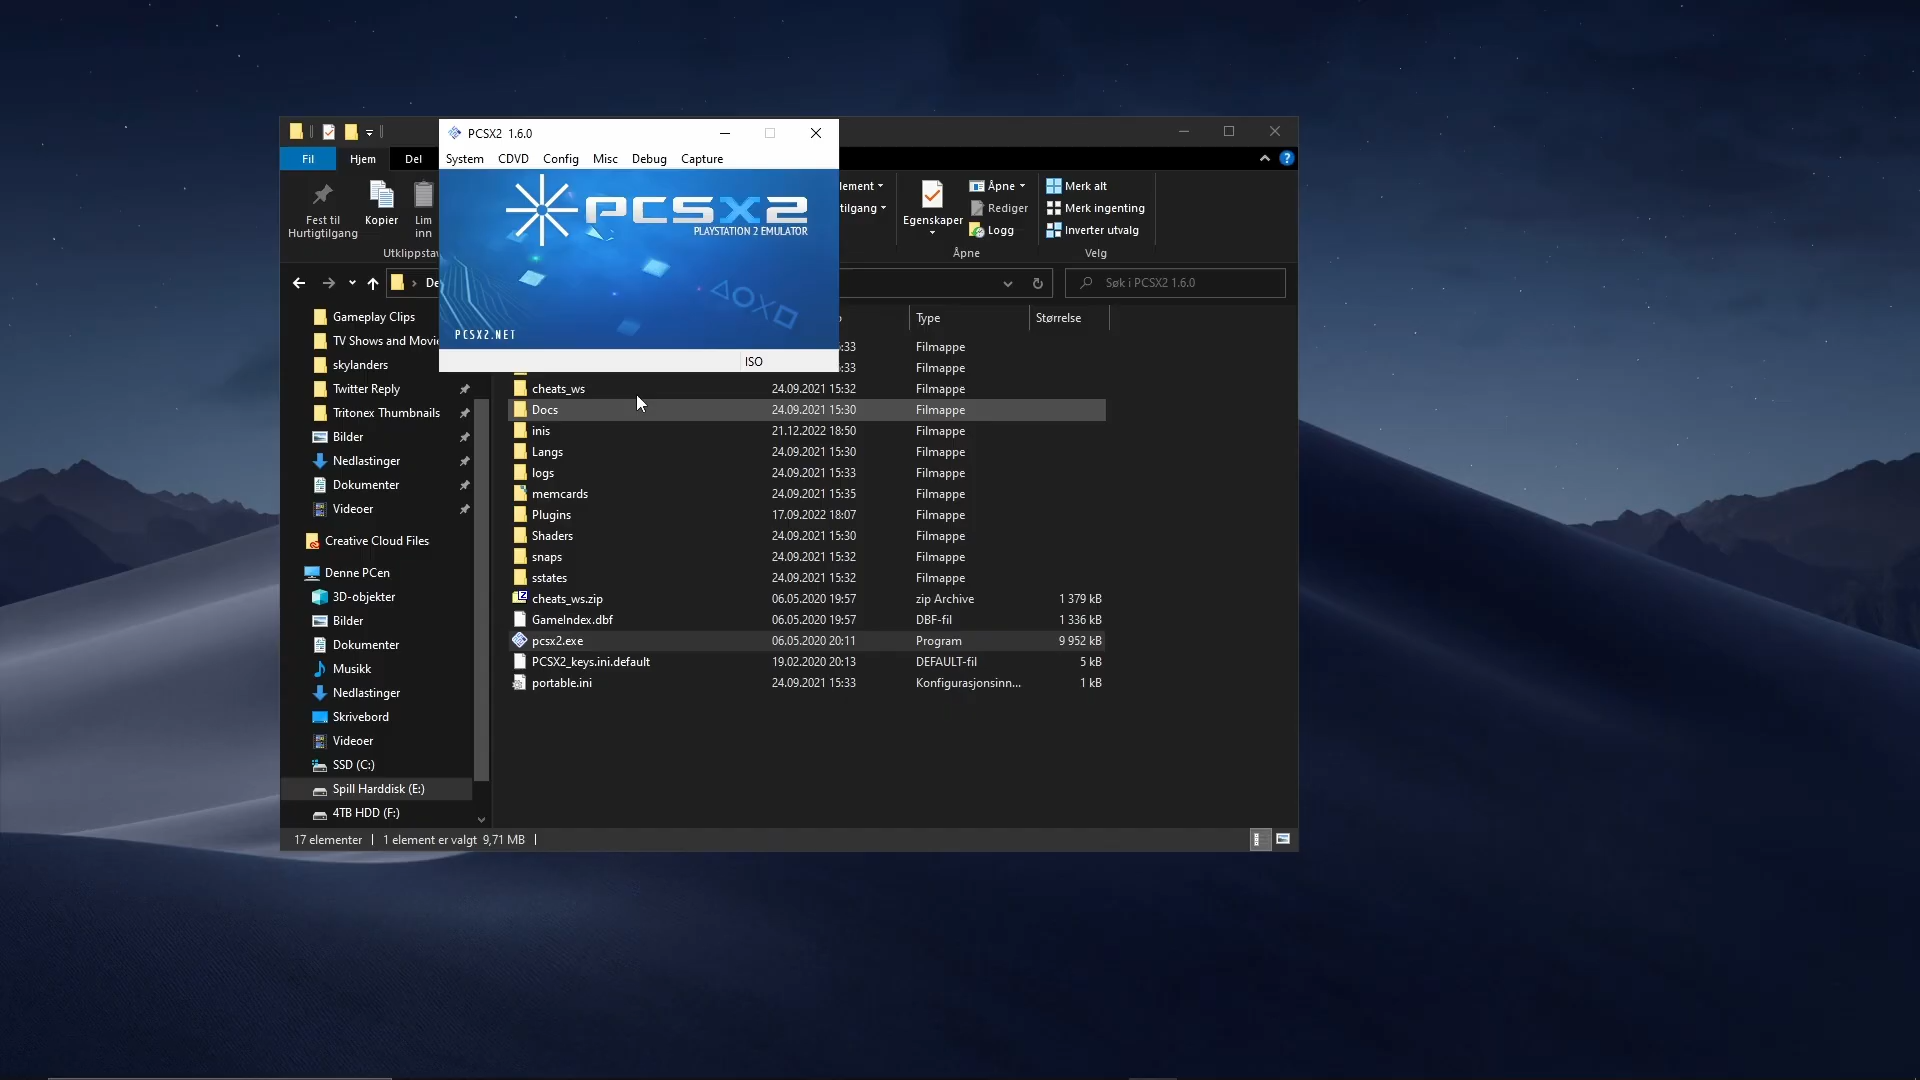 PCSX2 1.6.0
System CDVD Config Misc Debug Capture
PCSX2
PLAYSTATION 2 EMULATOR
PCSX2.NET
ISO
Fil Hjem Del
Fest til
Hurtigtilgang
Kopier
Lim
inn
Egenskaper
Åpne
Rediger
Logg
Merk alt
Merk ingenting
Inverter utvalg
Åpne
Velg
Søk i PCSX2 1.6.0
Type Størrelse
Gameplay Clips
TV Shows and Movie
skylanders
Twitter Reply
Tritonex Thumbnails
Bilder
Nedlastinger
Dokumenter
Videoer
Creative Cloud Files
Denne PCen
3D-objekter
Bilder
Dokumenter
Musikk
Nedlastinger
Skrivebord
Videoer
SSD (C:)
Spill Harddisk (E:)
4TB HDD (F:)
:33 Filmappe
:33 Filmappe
cheats_ws 24.09.2021 15:32 Filmappe
Docs 24.09.2021 15:30 Filmappe
inis 21.12.2022 18:50 Filmappe
Langs 24.09.2021 15:30 Filmappe
logs 24.09.2021 15:33 Filmappe
memcards 24.09.2021 15:35 Filmappe
Plugins 17.09.2022 18:07 Filmappe
Shaders 24.09.2021 15:30 Filmappe
snaps 24.09.2021 15:32 Filmappe
sstates 24.09.2021 15:32 Filmappe
cheats_ws.zip 06.05.2020 19:57 zip Archive 1 379 kB
GameIndex.dbf 06.05.2020 19:57 DBF-fil 1 336 kB
pcsx2.exe 06.05.2020 20:11 Program 9 952 kB
PCSX2_keys.ini.default 19.02.2020 20:13 DEFAULT-fil 5 kB
portable.ini 24.09.2021 15:33 Konfigurasjonsinn... 1 kB
17 elementer 1 element er valgt 9,71 MB